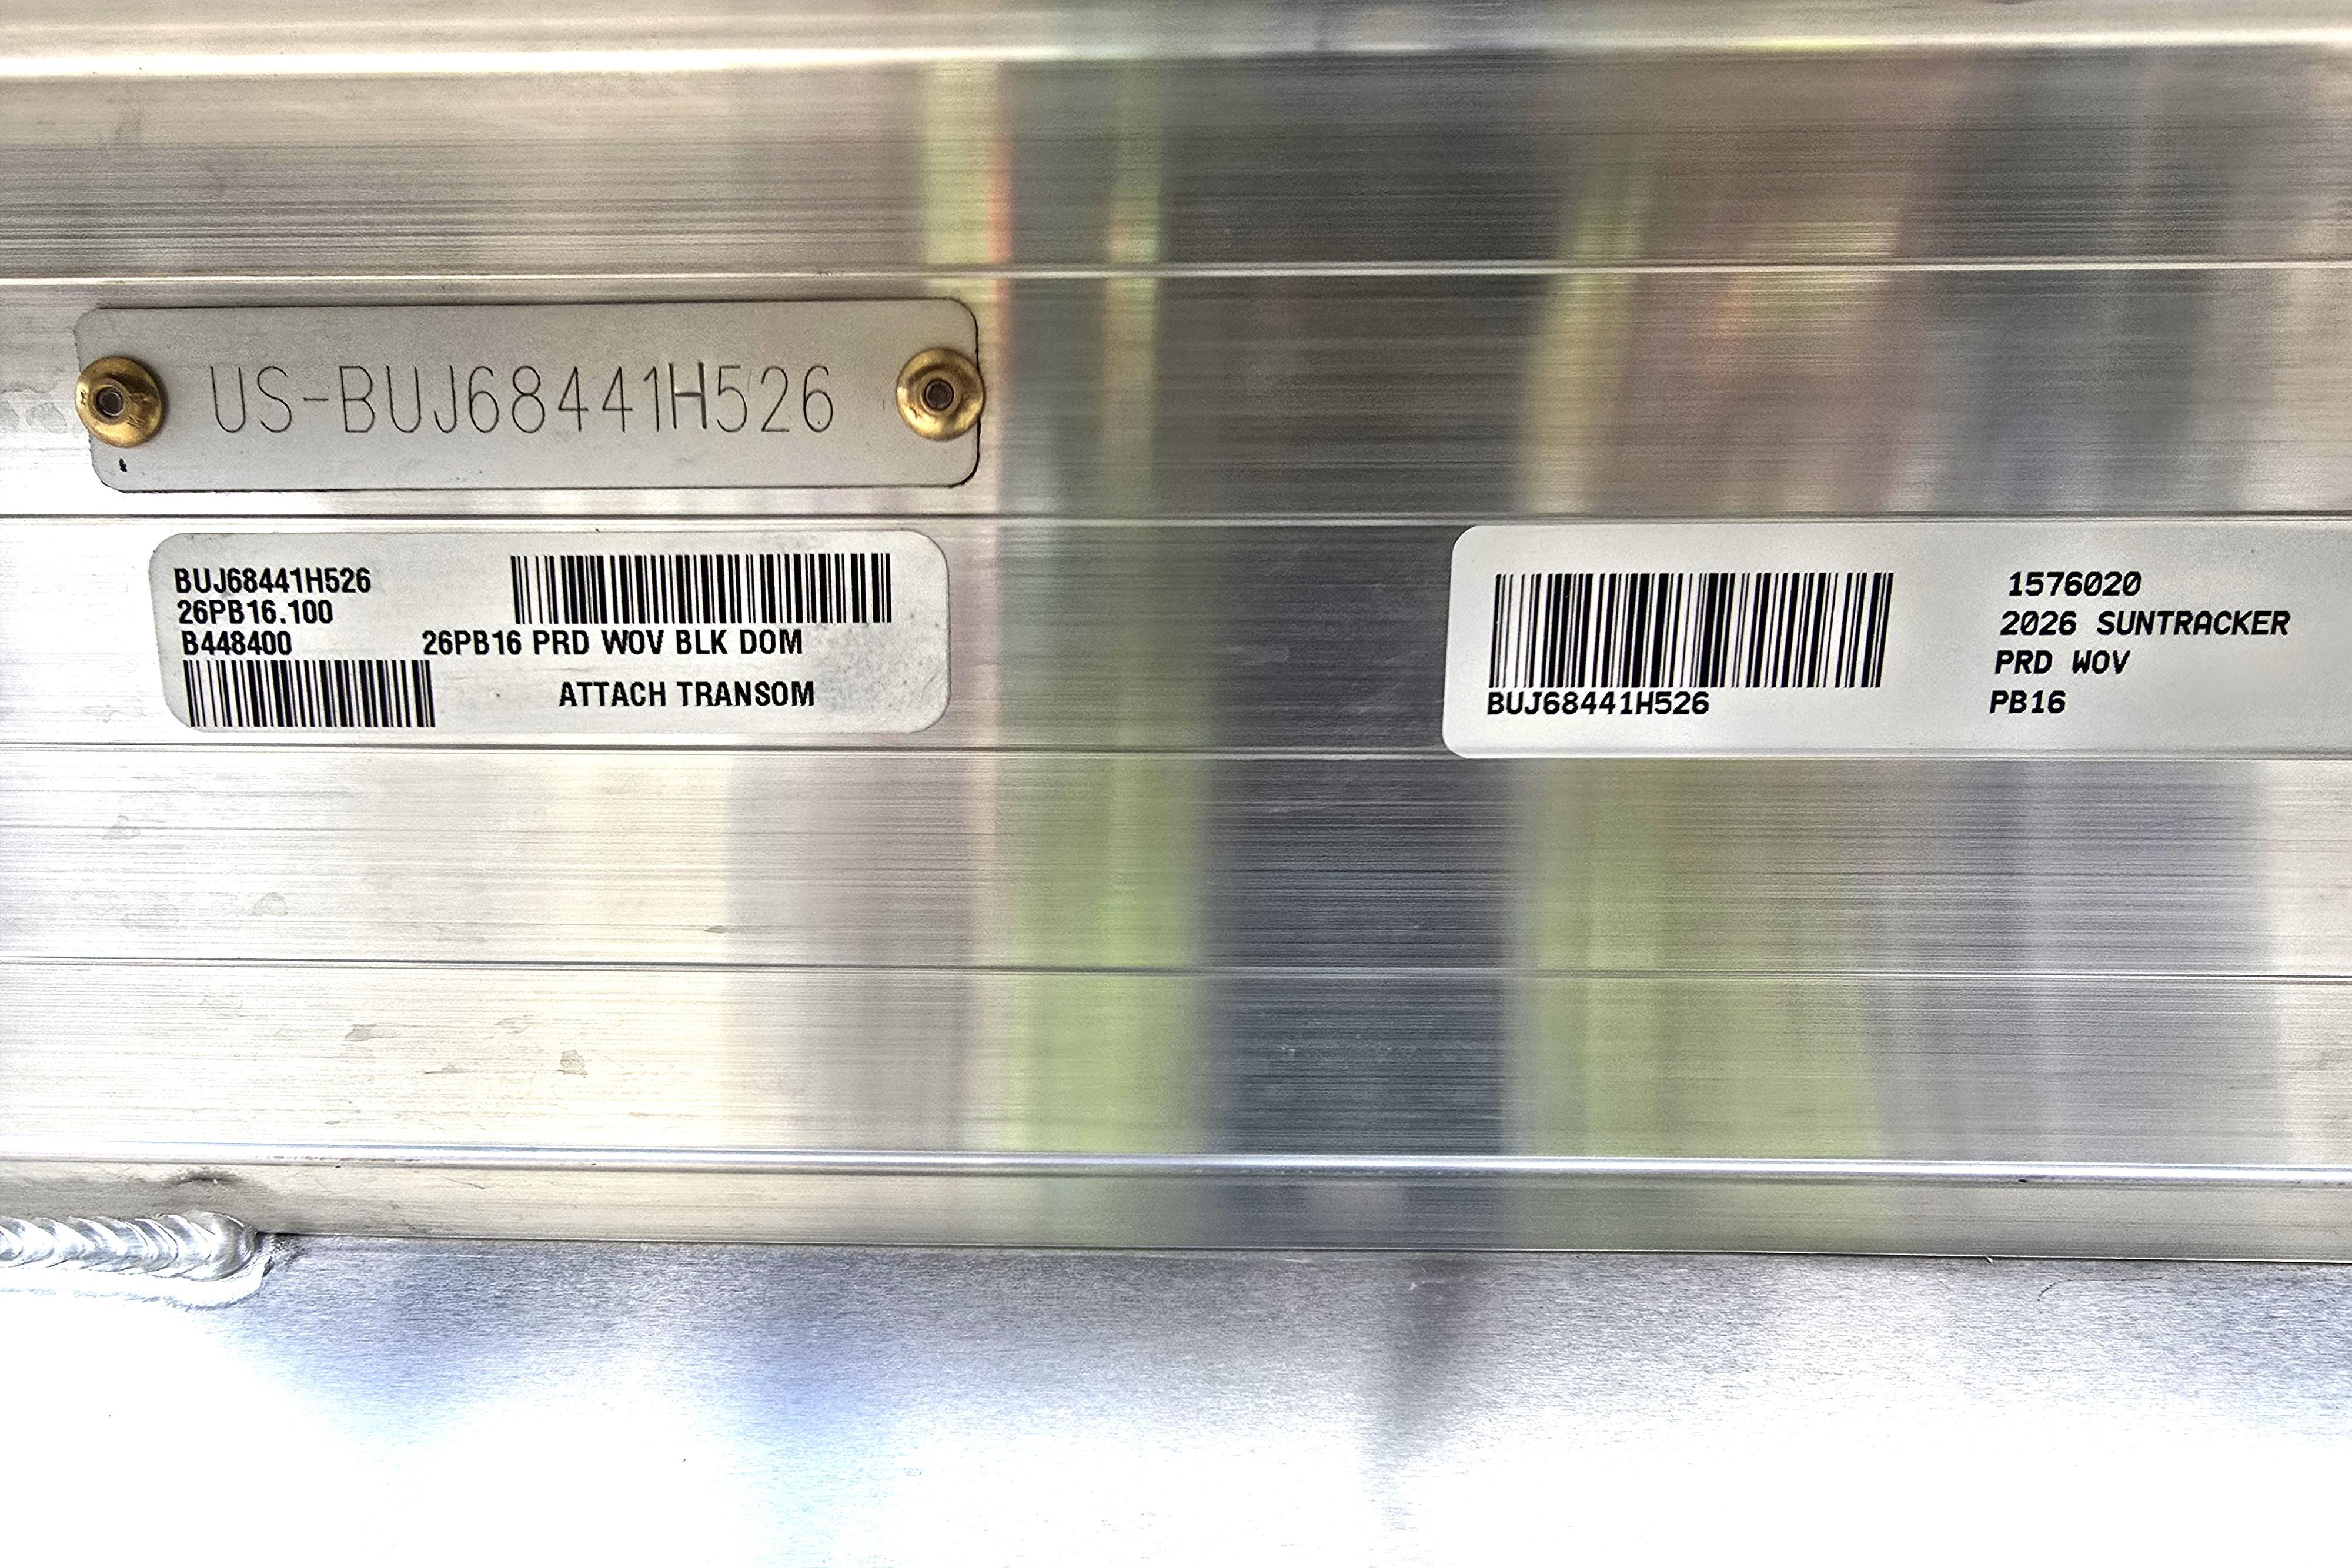 US-BUJ68441H526
BUJ68441H526
26PB16.100
B448400
26PB16 PRD WOV BLK DOM
ATTACH TRANSOM
BUJ68441H526
1576020
2026 SUNTRACKER
PRD WOV
PB16